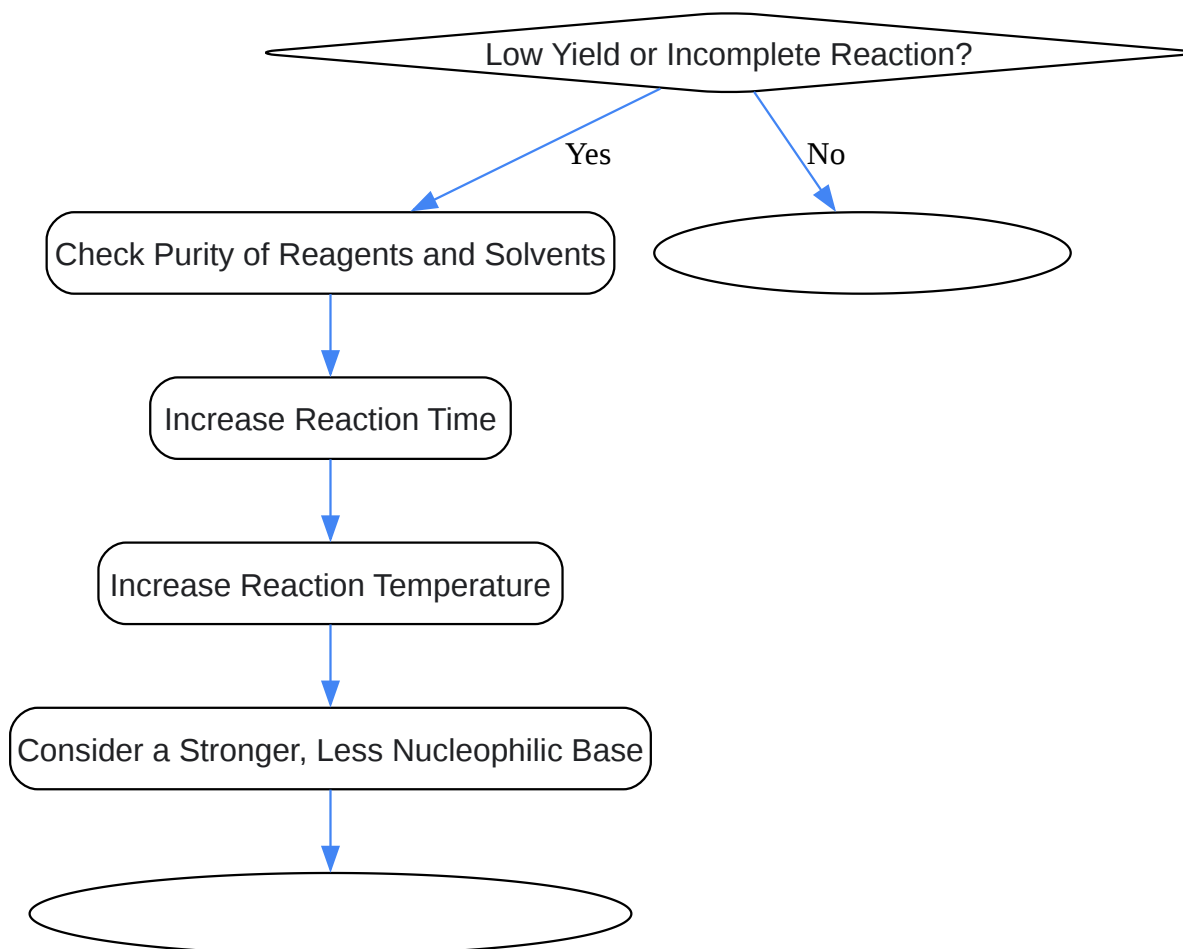 Low Yield or Incomplete Reaction?
Yes
No
Check Purity of Reagents and Solvents
Increase Reaction Time
Increase Reaction Temperature
Consider a Stronger, Less Nucleophilic Base